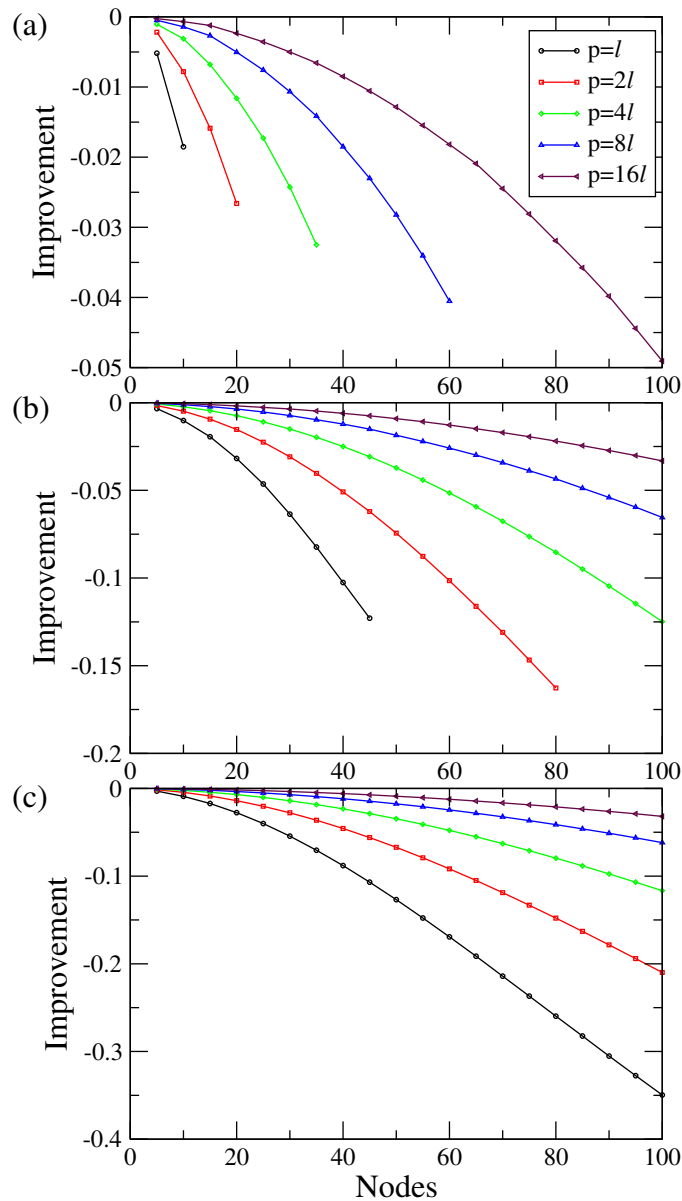 (a)
0
-0.01
-0.02
-0.03
-0.04
-0.05
Improvement
p=l
p=2l
p=4l
p=8l
p=16l
0 20 40 60 80 100
(b)
0
-0.05
-0.1
-0.15
-0.2
Improvement
0 20 40 60 80 100
(c)
0
-0.1
-0.2
-0.3
-0.4
Improvement
0 20 40 60 80 100
Nodes